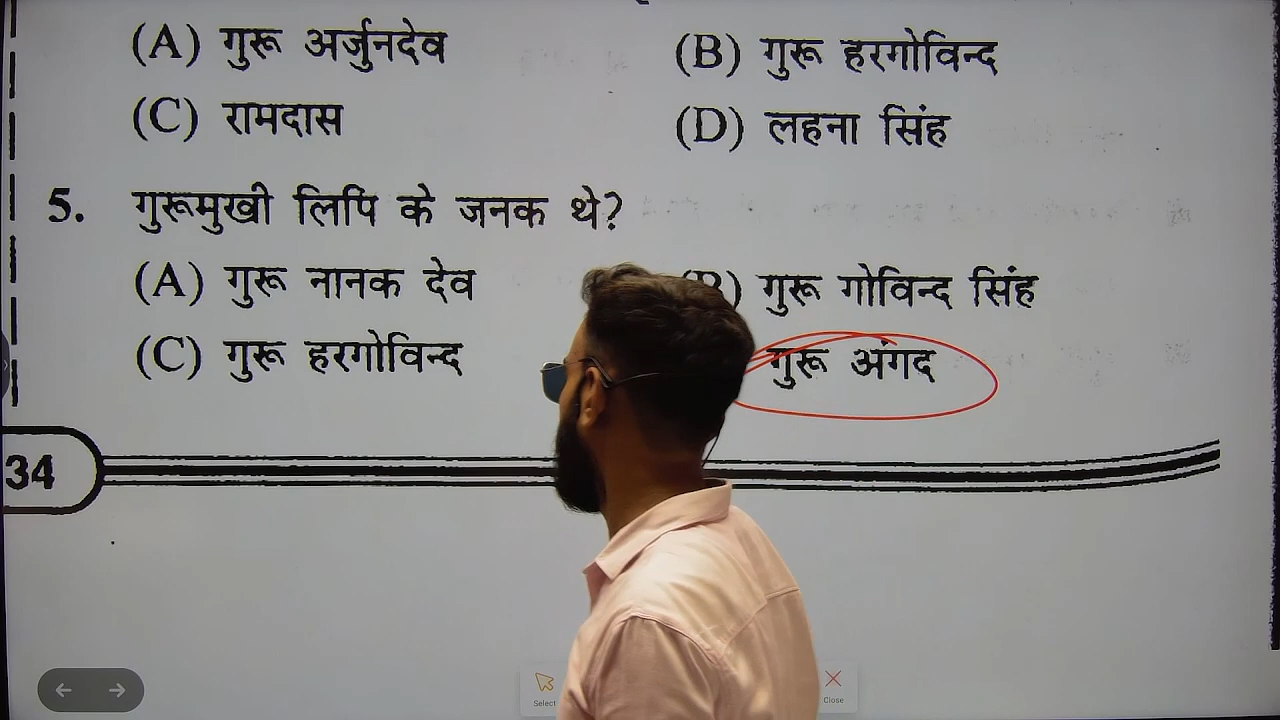 (A) गुरू अर्जुनदेव (B) गुरू हरगोविन्द
(C) रामदास (D) लहना सिंह
5. गुरूमुखी लिपि के जनक थे?
(A) गुरू नानक देव (B) गुरू गोविन्द सिंह
(C) गुरू हरगोविन्द गुरू अंगद
34
Select Close